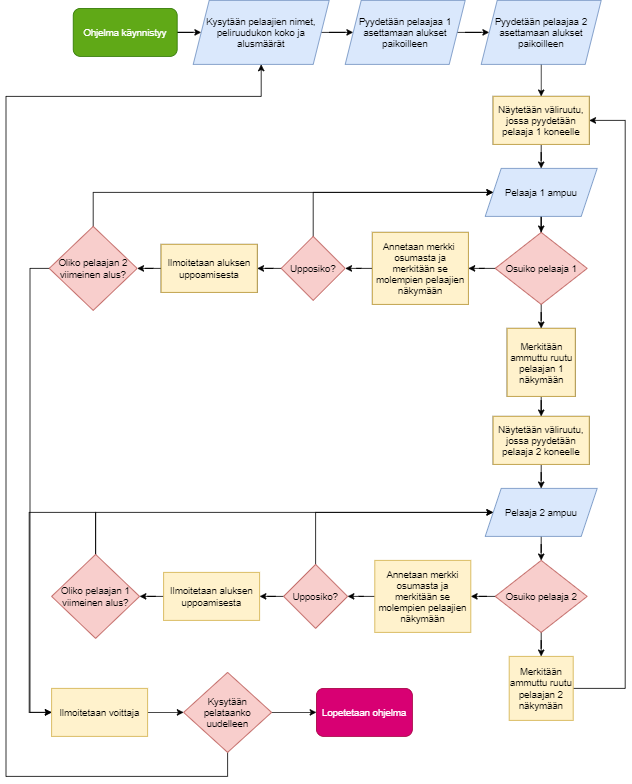 Ohjelma käynnistyy
Kysytään pelaajien nimet,
peliruudukon koko ja
alusmäärät
Pyydetään pelaajaa 1
asettamaan alukset
paikoilleen
Pyydetään pelaajaa 2
asettamaan alukset
paikoilleen
Näytetään väliruutu,
jossa pyydetään
pelaaja 1 koneelle
Pelaaja 1 ampuu
Osuiko pelaaja 1
Annetaan merkki
osumasta ja
merkitään se
molempien pelaajien
näkymään
Upposiko?
Ilmoitetaan aluksen
uppoamisesta
Oliko pelaajan 2
viimeinen alus?
Merkitään
ammuttu ruutu
pelaajan 1
näkymään
Näytetään väliruutu,
jossa pyydetään
pelaaja 2 koneelle
Pelaaja 2 ampuu
Osuiko pelaaja 2
Annetaan merkki
osumasta ja
merkitään se
molempien pelaajien
näkymään
Upposiko?
Ilmoitetaan aluksen
uppoamisesta
Oliko pelaajan 1
viimeinen alus?
Merkitään
ammuttu ruutu
pelaajan 2
näkymään
Ilmoitetaan voittaja
Kysytään
pelataanko
uudelleen
Lopetetaan ohjelma